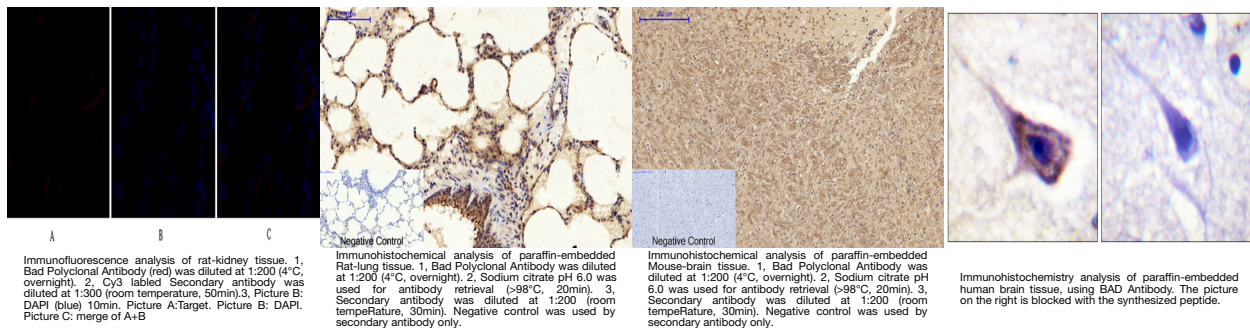 A B C
Immunofluorescence analysis of rat-kidney tissue. 1,
Bad Polyclonal Antibody (red) was diluted at 1:200 (4°C,
overnight). 2, Cy3 labled Secondary antibody was
diluted at 1:300 (room temperature, 50min).3, Picture B:
DAPI (blue) 10min. Picture A:Target. Picture B: DAPI.
Picture C: merge of A+B
Negative Control
Immunohistochemical analysis of paraffin-embedded
Rat-lung tissue. 1, Bad Polyclonal Antibody was diluted
at 1:200 (4°C, overnight). 2, Sodium citrate pH 6.0 was
used for antibody retrieval (>98°C, 20min). 3,
Secondary antibody was diluted at 1:200 (room
tempeRature, 30min). Negative control was used by
secondary antibody only.
Negative Control
Immunohistochemical analysis of paraffin-embedded
Mouse-brain tissue. 1, Bad Polyclonal Antibody was
diluted at 1:200 (4°C, overnight). 2, Sodium citrate pH
6.0 was used for antibody retrieval (>98°C, 20min). 3,
Secondary antibody was diluted at 1:200 (room
tempeRature, 30min). Negative control was used by
secondary antibody only.
Immunohistochemistry analysis of paraffin-embedded
human brain tissue, using BAD Antibody. The picture
on the right is blocked with the synthesized peptide.